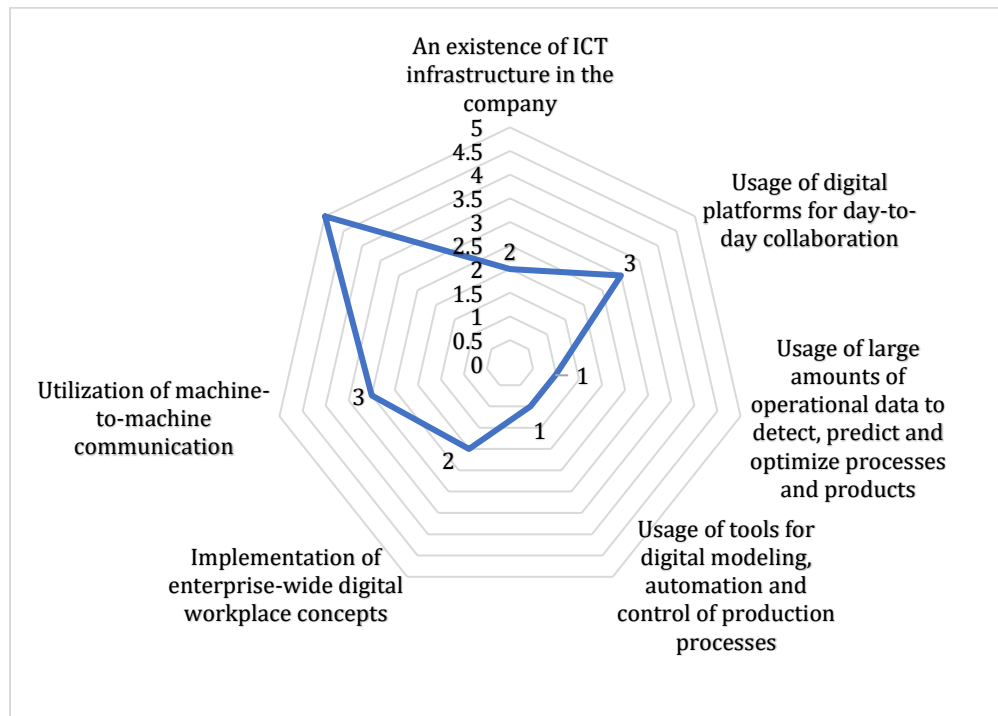 An existence of ICT
infrastructure in the
company
5
4.5
4
3.5
3
2.5
2
1.5
1
0.5
0
2
3
1
1
2
3
Usage of digital
platforms for day-to-
day collaboration
Usage of large
amounts of
operational data to
detect, predict and
optimize processes
and products
Usage of tools for
digital modeling,
automation and
control of production
processes
Implementation of
enterprise-wide digital
workplace concepts
Utilization of machine-
to-machine
communication